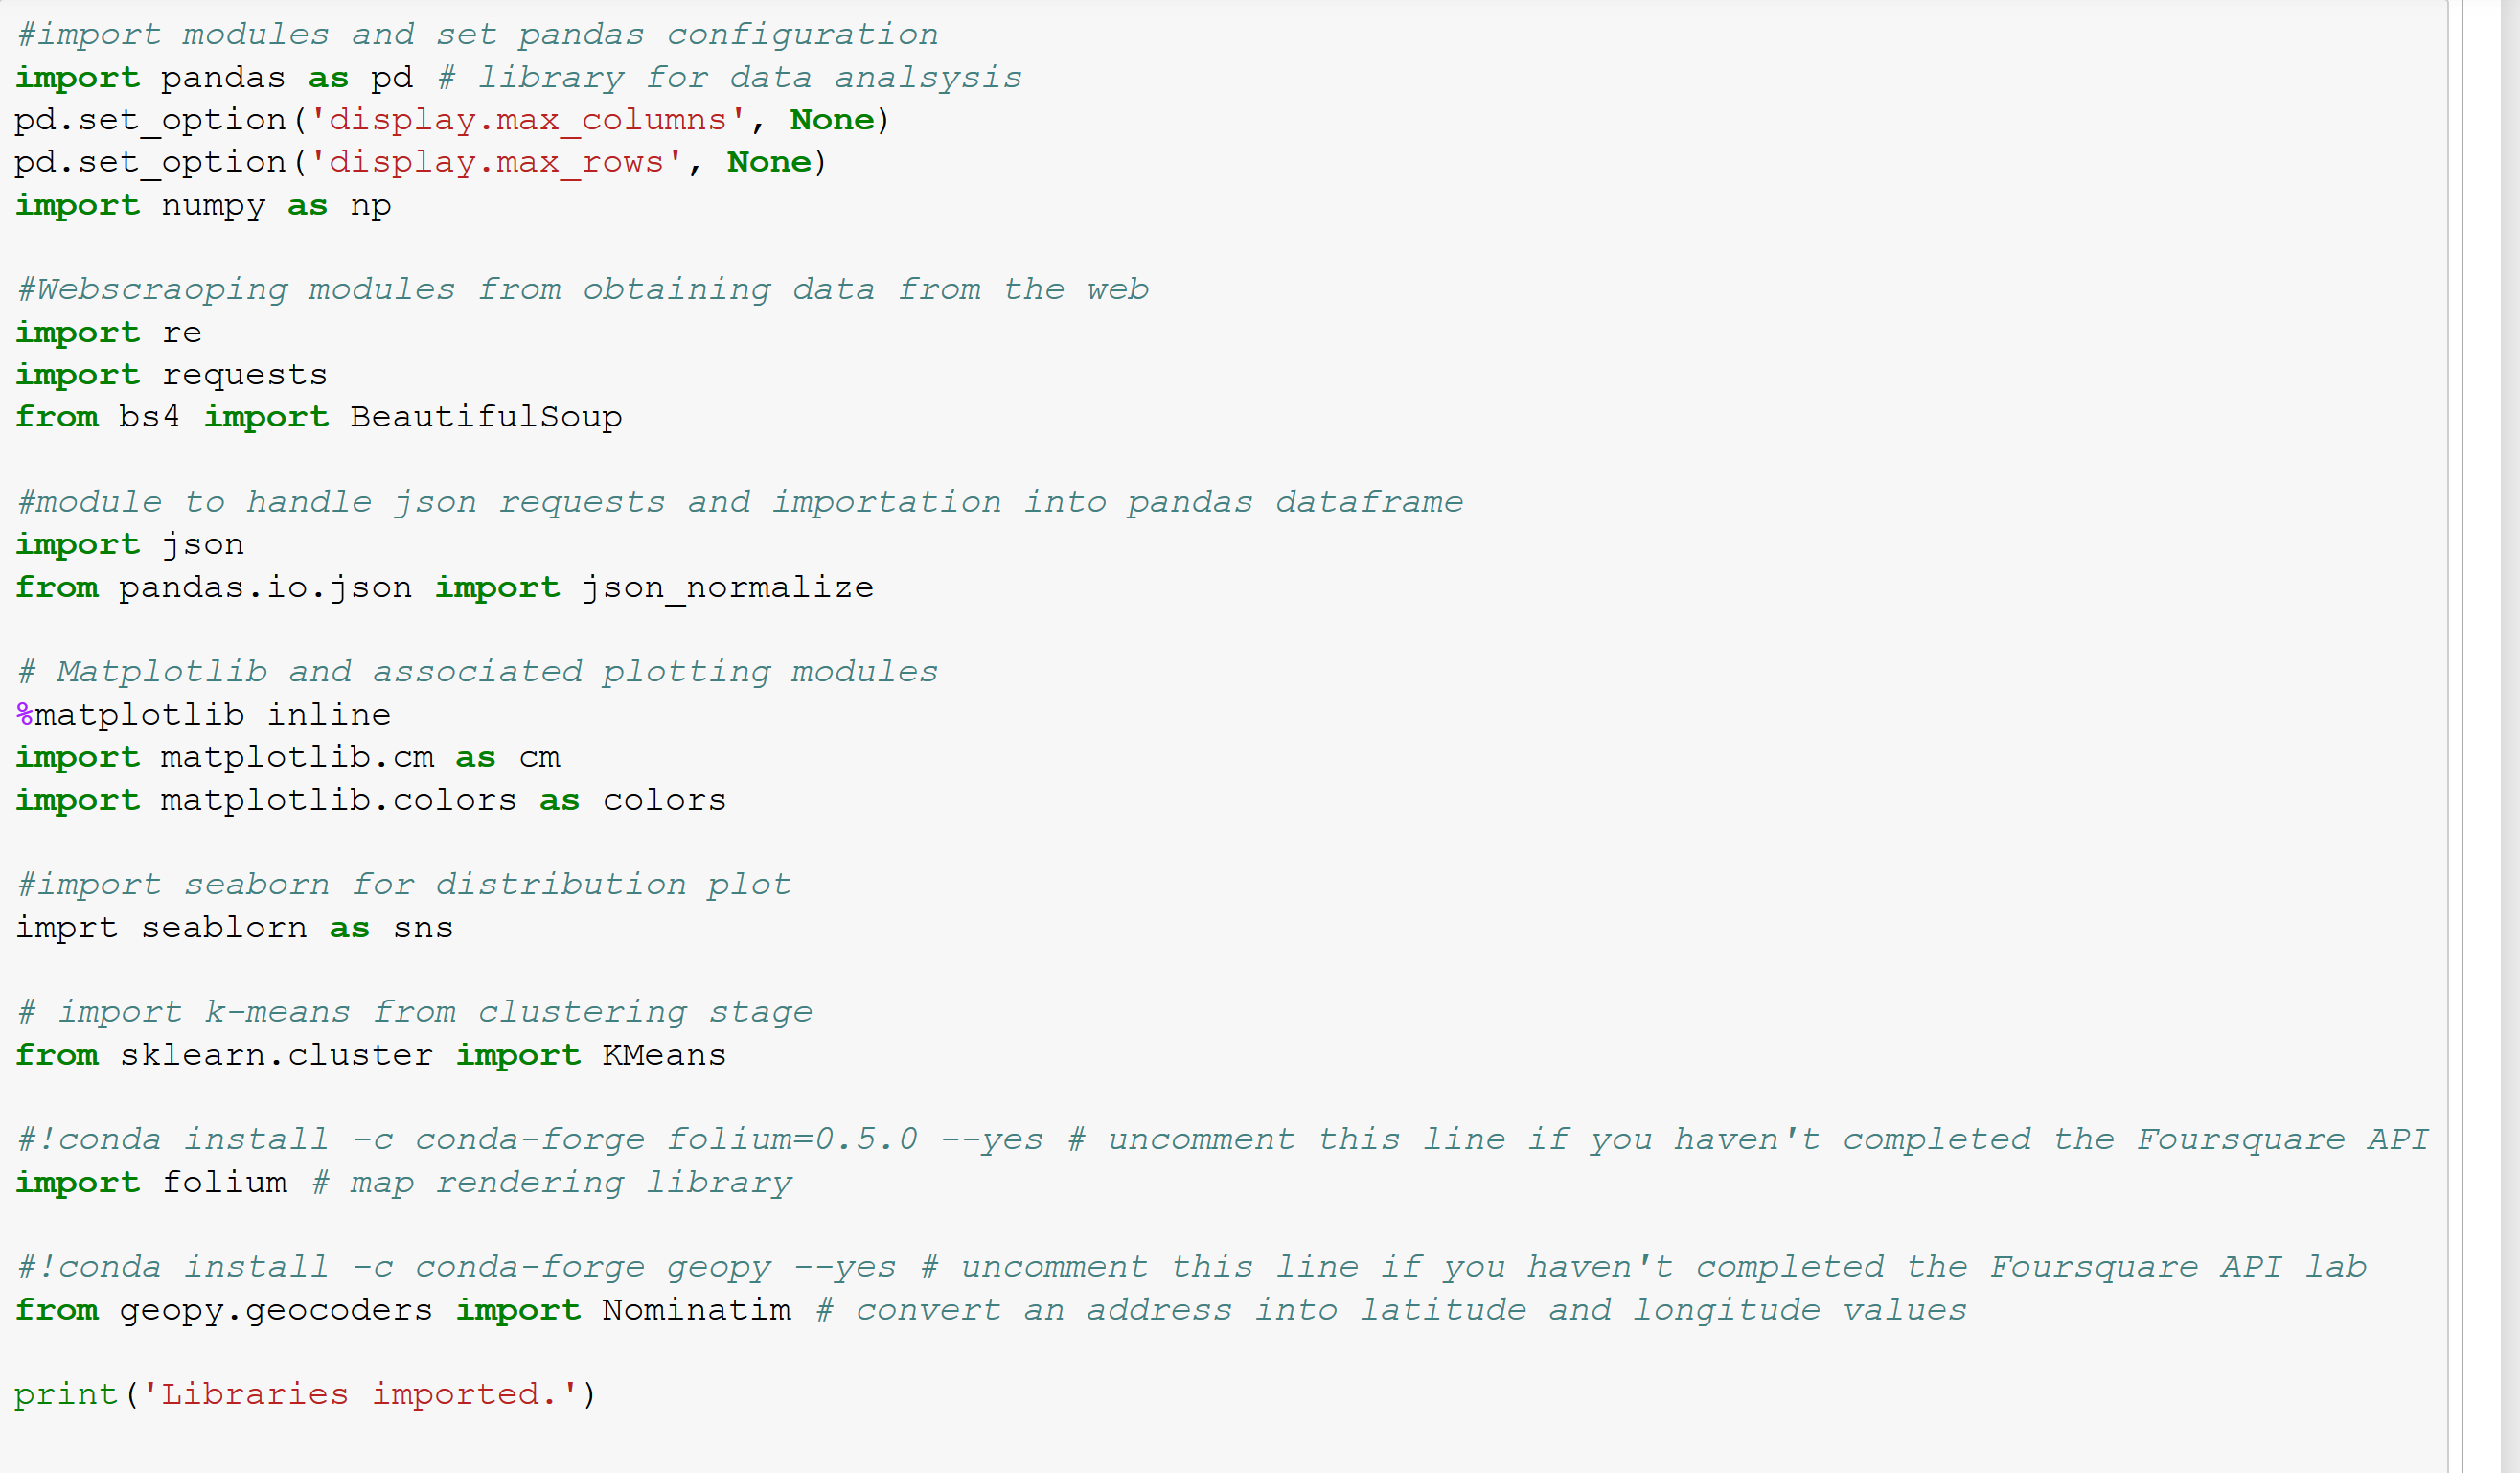 #import modules and set pandas configuration
import pandas as pd # library for data analsysis
pd.set_option('display.max_columns', None)
pd.set_option('display.max_rows', None)
import numpy as np
#Webscraoping modules from obtaining data from the web
import re
import requests
from bs4 import BeautifulSoup
#module to handle json requests and importation into pandas dataframe
import json
from pandas.io.json import json_normalize
# Matplotlib and associated plotting modules
%matplotlib inline
import matplotlib.cm as cm
import matplotlib.colors as colors
#import seaborn for distribution plot
imprt seablorn as sns
# import k-means from clustering stage
from sklearn.cluster import KMeans
#!conda install -c conda-forge folium=0.5.0 --yes # uncomment this line if you haven't completed the Foursquare API
import folium # map rendering library
#!conda install -c conda-forge geopy --yes # uncomment this line if you haven't completed the Foursquare API lab
from geopy.geocoders import Nominatim # convert an address into latitude and longitude values
print('Libraries imported.')